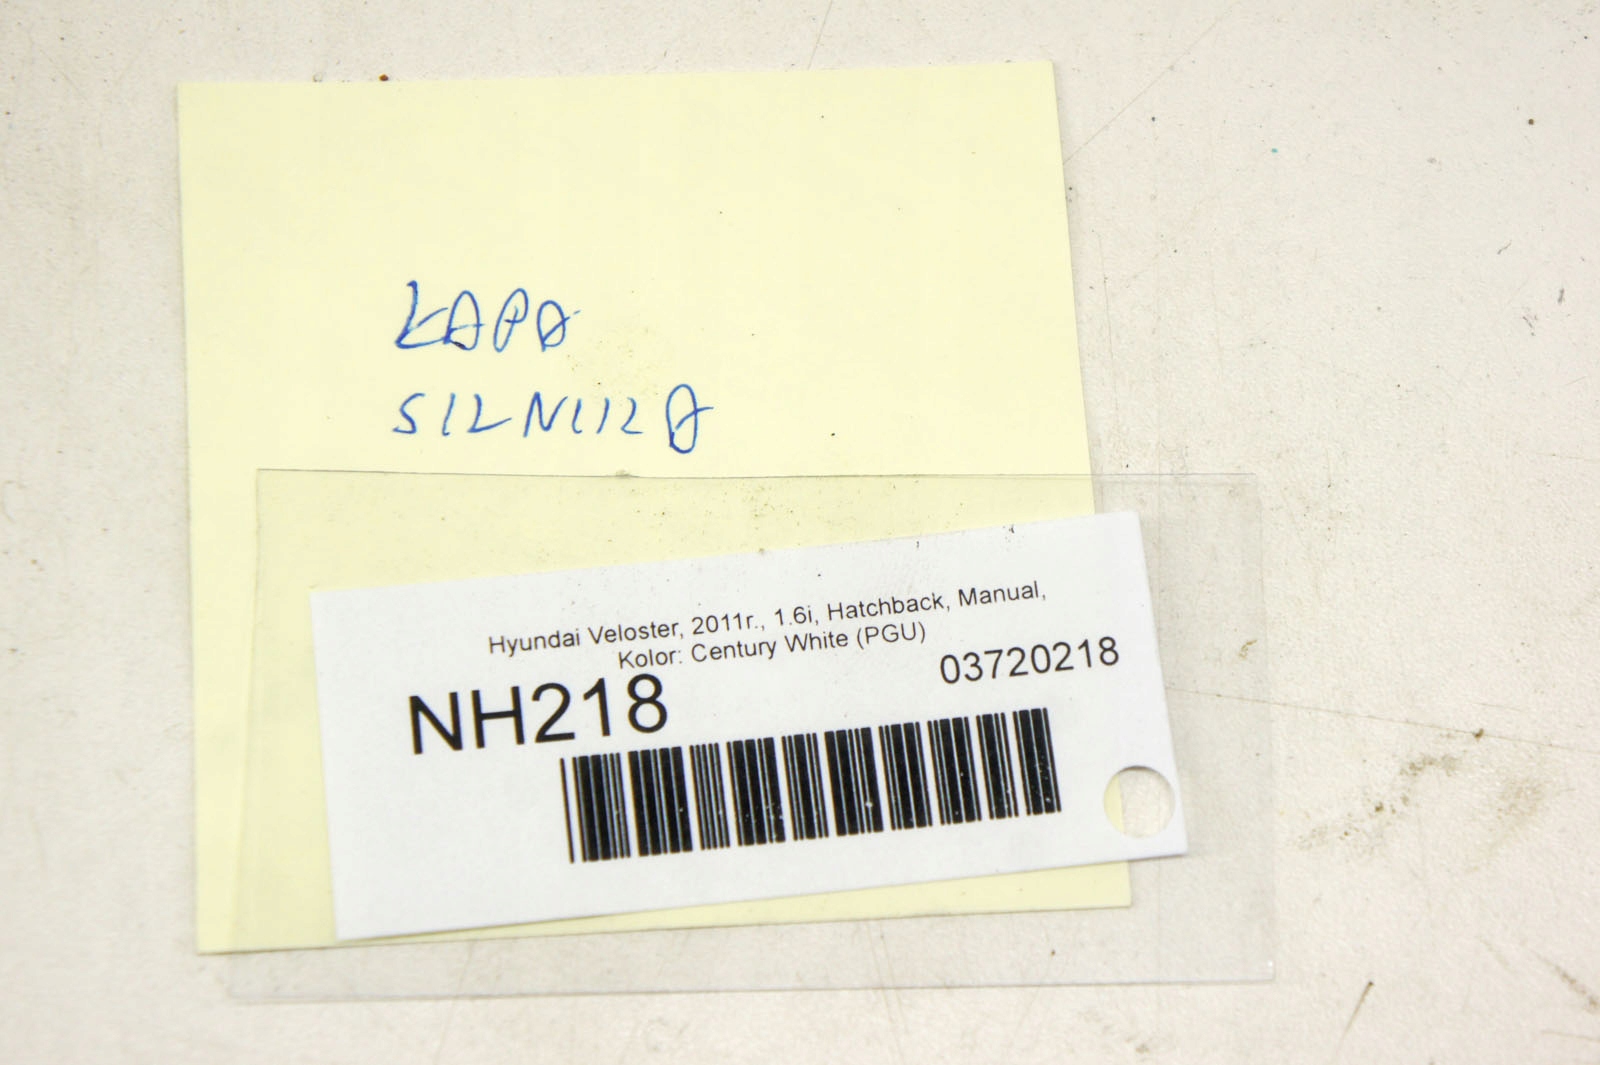 ŁAPA
SILNIKA
Hyundai Veloster, 2011r., 1.6i, Hatchback, Manual,
Kolor: Century White (PGU)
NH218
03720218